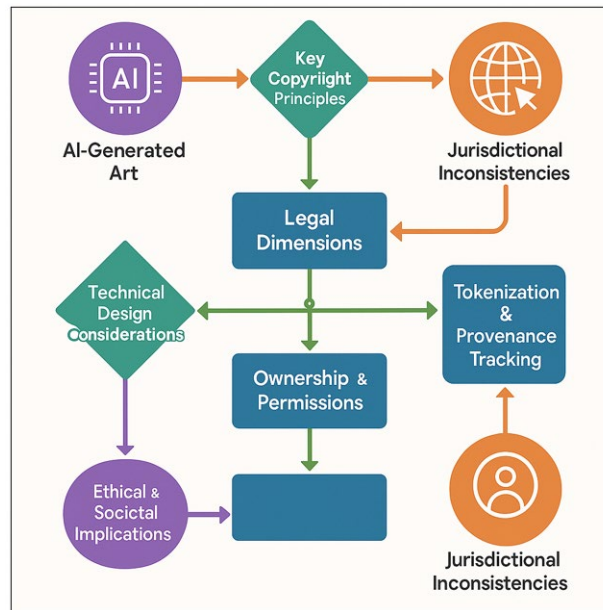 AI
Key
Copyriight
Principles
AI-Generated
Art
Jurisdictional
Inconsistencies
Legal
Dimensions
Technical
Design
Considerations
Tokenization
&
Provenance
Tracking
Ownership &
Permissions
Ethical &
Socictal
Implications
Jurisdictional
Inconsistencies